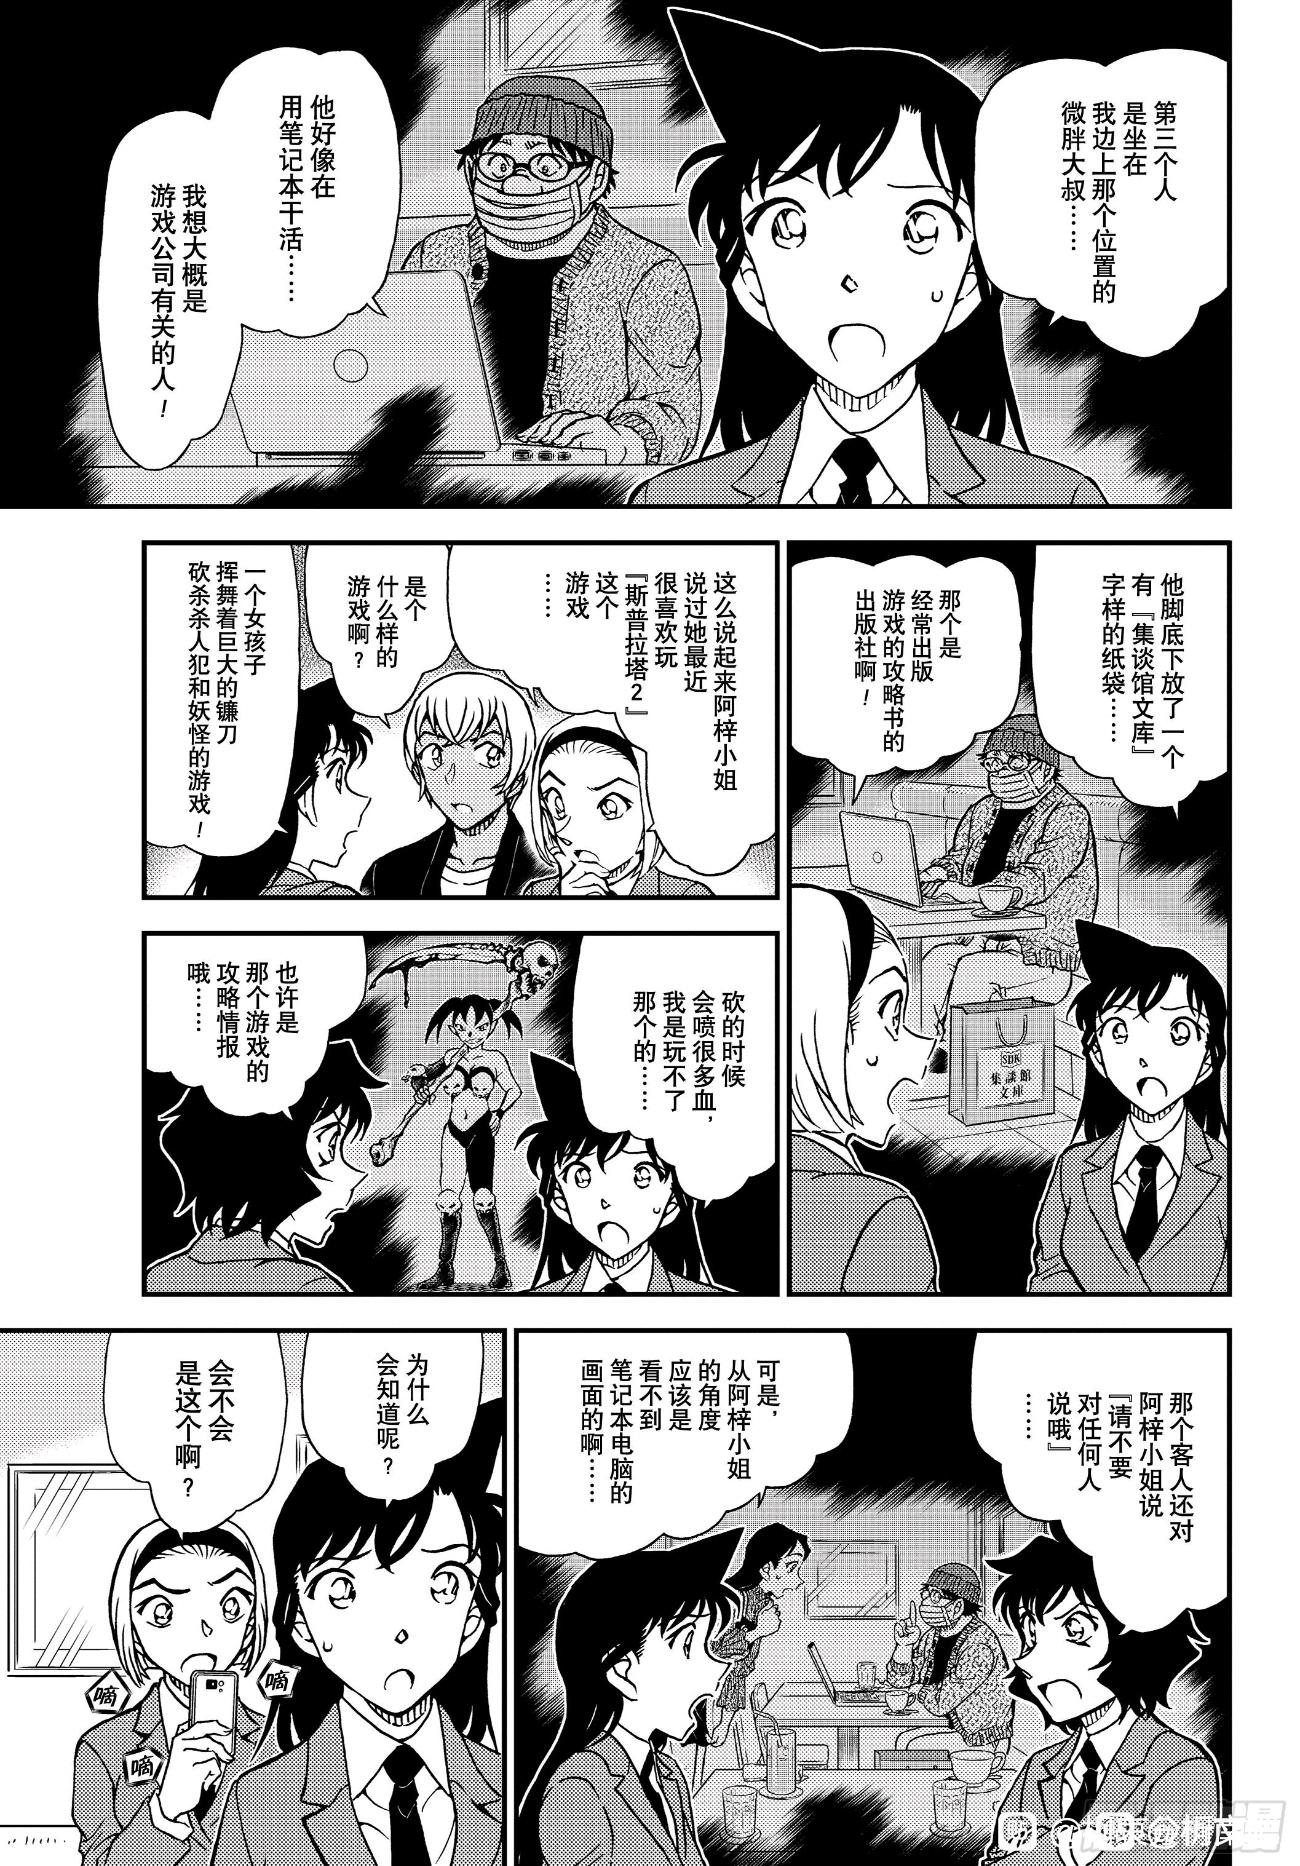 第三个人
是坐在
我边上那个位置的
微胖大叔……
他好像在
用笔记本干活……
我想大概是
游戏公司有关的人！
他脚底下放了一个
有『集谈馆文库』
字样的纸袋……
那个是
经常出版
游戏的攻略书的
出版社啊！
SDK
集談館
文庫
这么说起来阿梓小姐
说过她最近
很喜欢玩
『斯普拉塔2』
这个
游戏
……
是个
什么样的
游戏啊？
一个女孩子
挥舞着巨大的镰刀
砍杀杀人犯和妖怪的游戏！
砍的时候
会喷很多血，
我是玩不了
那个的……
也许是
那个游戏的
攻略情报
哦……
那个客人还对
阿梓小姐说
『请不要
对任何人
说哦』
……
可是，
从阿梓小姐
的角度
应该是
看不到
笔记本电脑的
画面的啊……
为什么
会知道呢？
会不会
是这个啊？
嘀
嘀
嘀